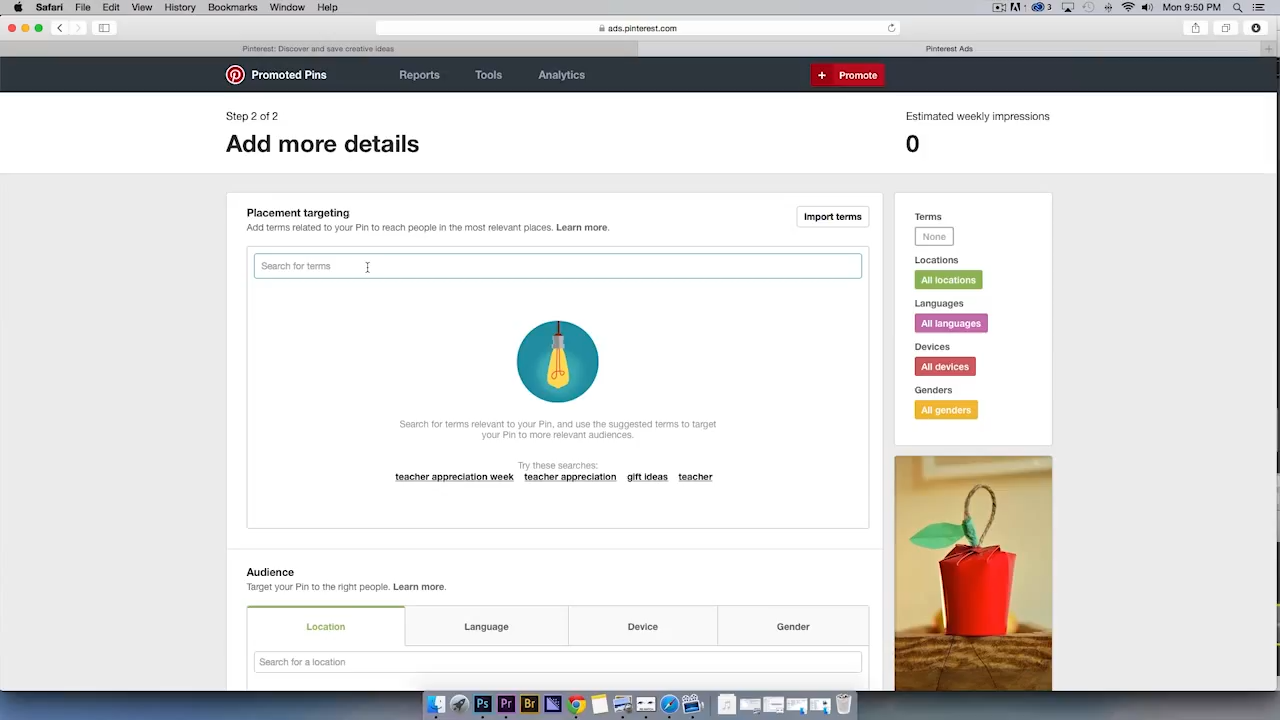 Safari File Edit View History Bookmarks Window Help
3 Mon 9:50 PM
ads.pinterest.com
Pinterest: Discover and save creative ideas
Pinterest Ads
Promoted Pins Reports Tools Analytics + Promote
Step 2 of 2
Add more details
Estimated weekly impressions
0
Placement targeting
Add terms related to your Pin to reach people in the most relevant places. Learn more.
Import terms
Search for terms
Search for terms relevant to your Pin, and use the suggested terms to target
your Pin to more relevant audiences.
Try these searches:
teacher appreciation week teacher appreciation gift ideas teacher
Audience
Target your Pin to the right people. Learn more.
Location Language Device Gender
Search for a location
Terms
None
Locations
All locations
Languages
All languages
Devices
All devices
Genders
All genders
Ps Pr Br